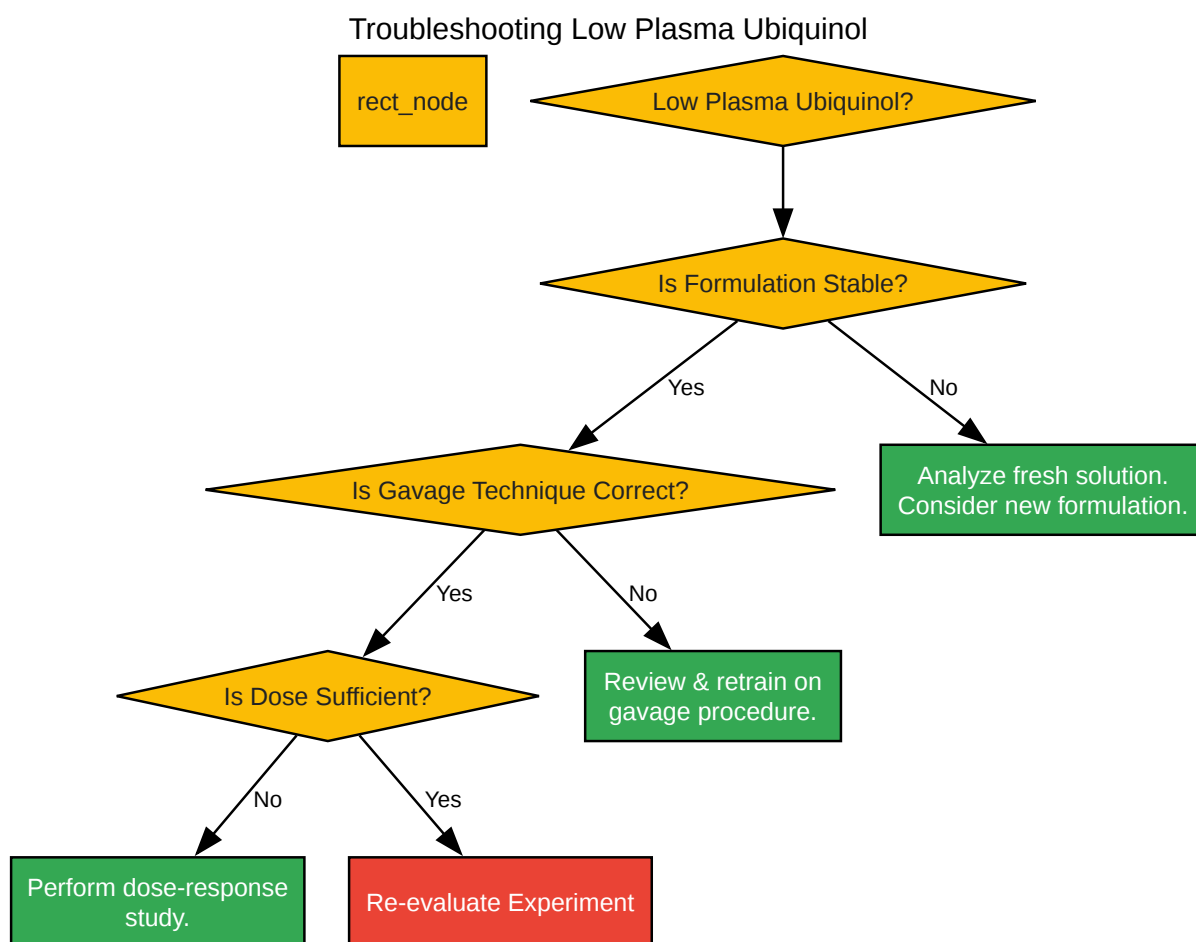 Troubleshooting Low Plasma Ubiquinol
rect_node
Low Plasma Ubiquinol?
Is Formulation Stable?
Yes
No
Is Gavage Technique Correct?
Analyze fresh solution.
Consider new formulation.
Yes
No
Is Dose Sufficient?
Review & retrain on
gavage procedure.
No
Yes
Perform dose-response
study.
Re-evaluate Experiment